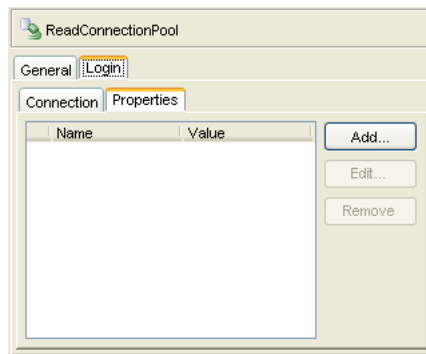 ReadConnectionPool
General Login
Connection Properties
Name Value
Add...
Edit...
Remove